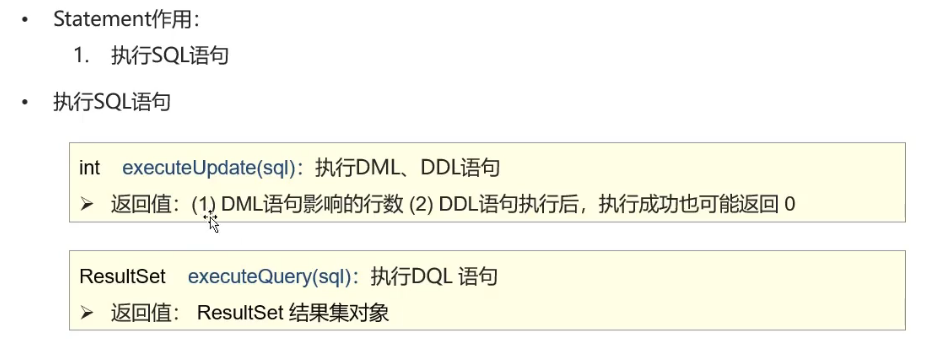 • Statement作用：
1. 执行SQL语句
• 执行SQL语句
int executeUpdate(sql)：执行DML、DDL语句
➢ 返回值：(1) DML语句影响的行数 (2) DDL语句执行后，执行成功也可能返回 0
ResultSet executeQuery(sql)：执行DQL 语句
➢ 返回值： ResultSet 结果集对象